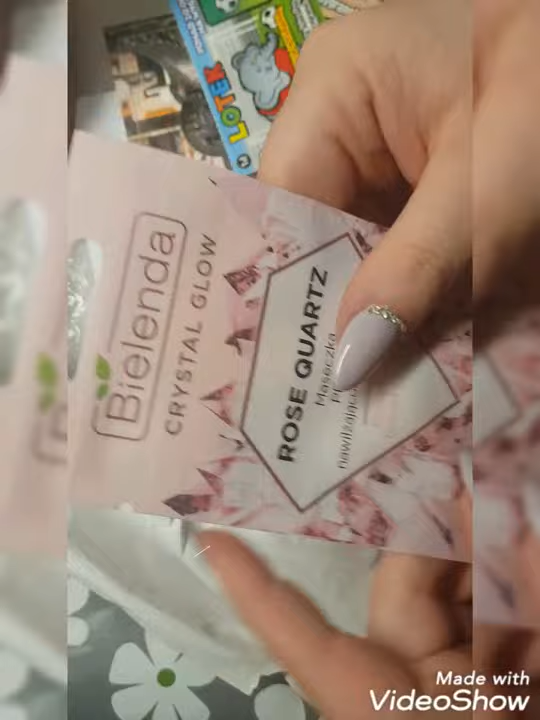 Bielenda
CRYSTAL GLOW
ROSE QUARTZ
Maseczka
LOTEK
Made with
VideoShow